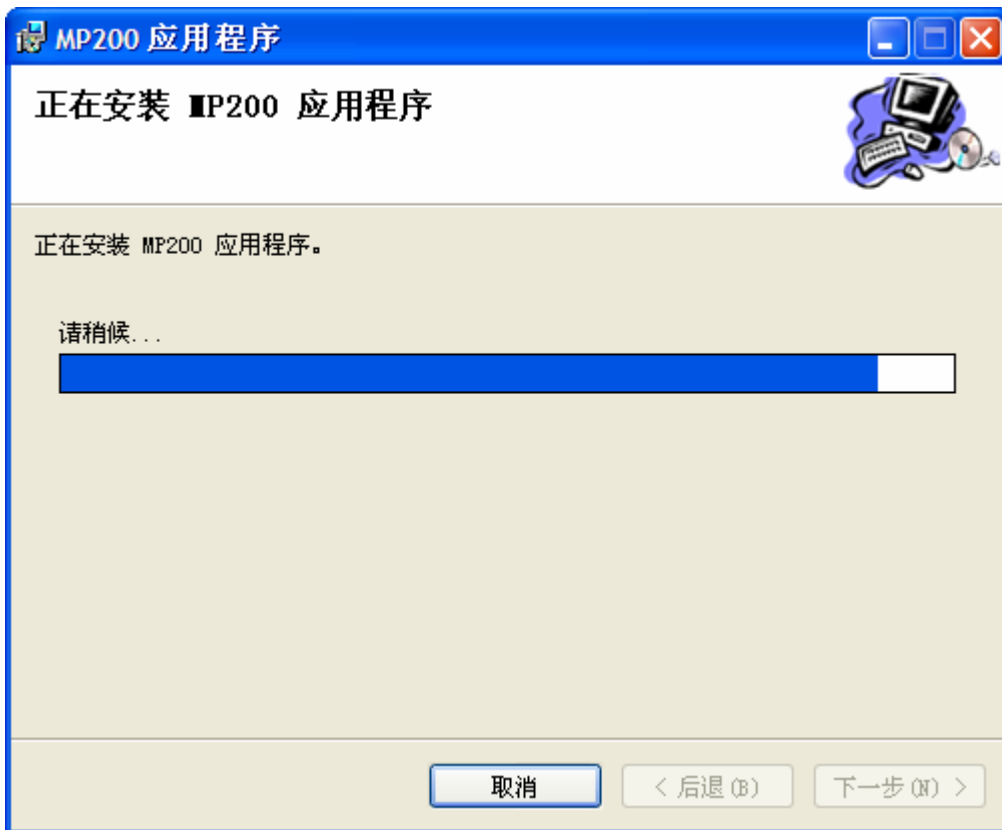 MP200 应用程序
正在安装 MP200 应用程序
正在安装 MP200 应用程序。
请稍候...
取消
< 后退(B)
下一步(N) >